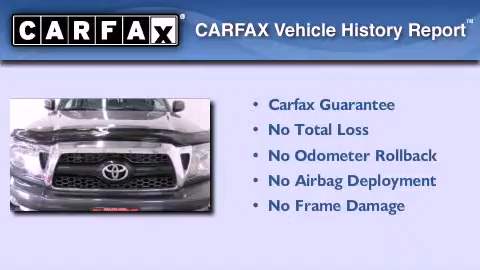 CARFAX®
CARFAX Vehicle History Report™
• Carfax Guarantee
• No Total Loss
• No Odometer Rollback
• No Airbag Deployment
• No Frame Damage